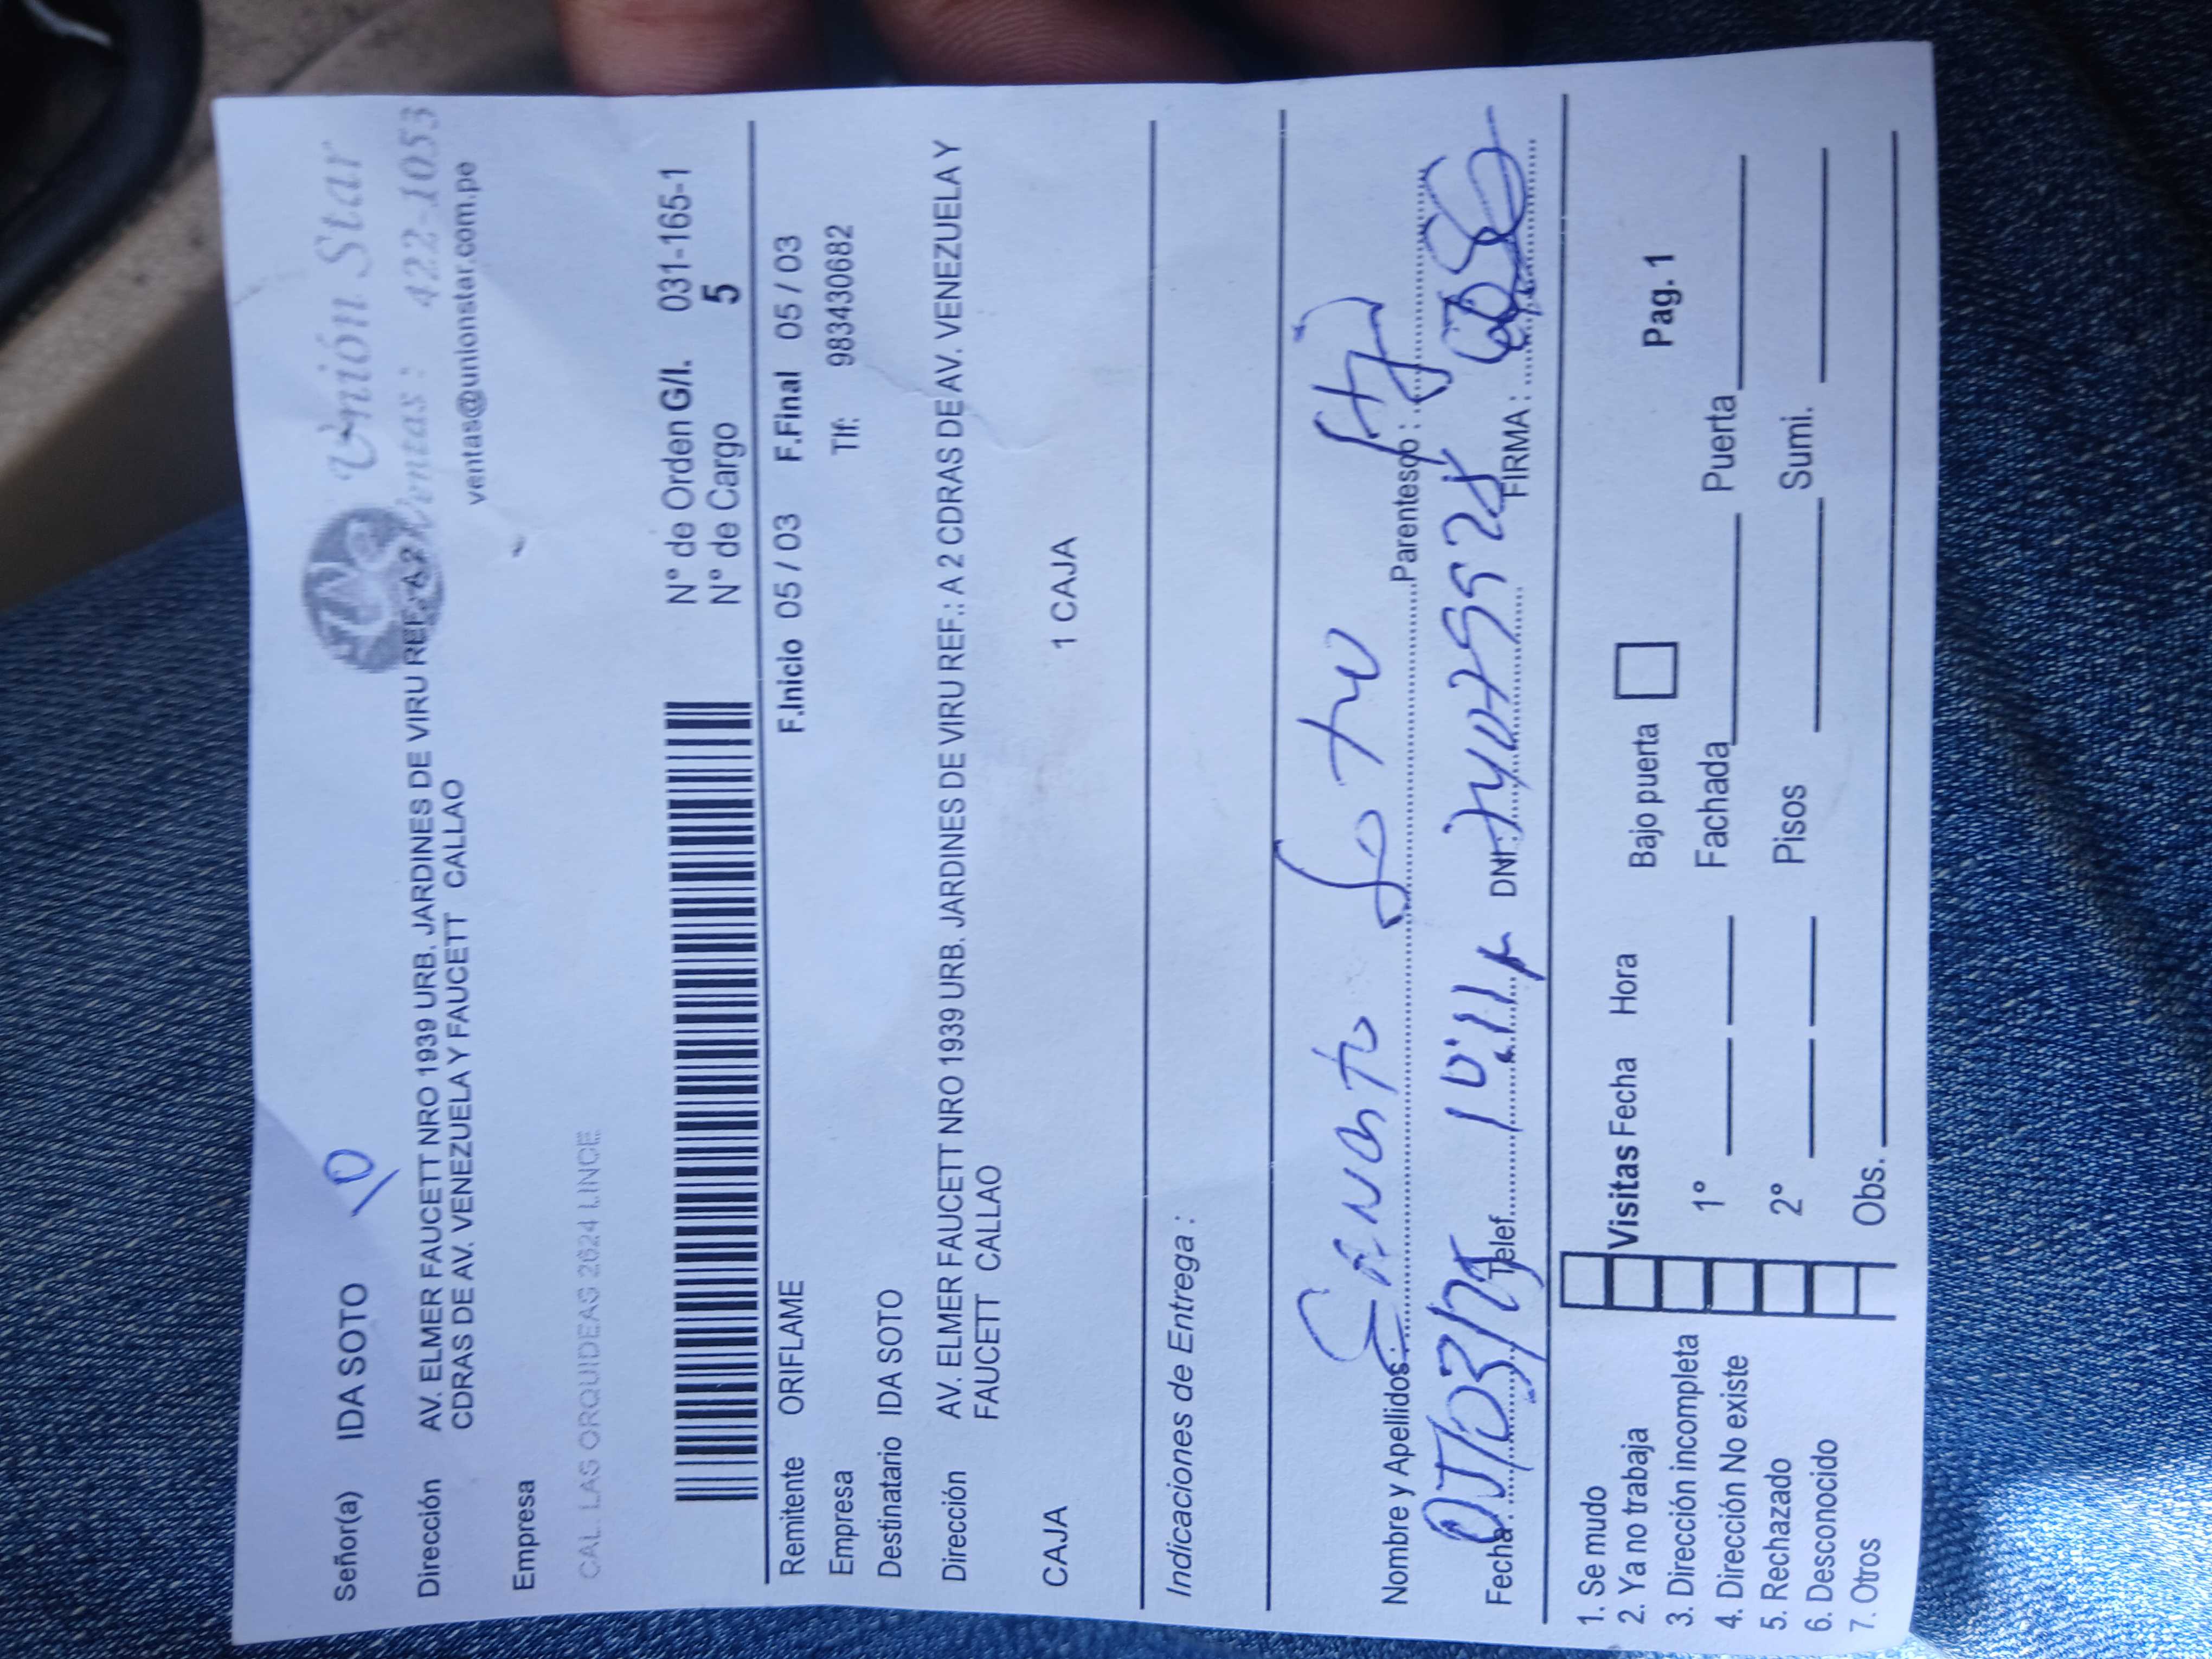 Unión Star
Ventas: 422-1053
ventas@unionstar.com.pe
Señor(a) IDA SOTO
Dirección AV. ELMER FAUCETT NRO 1939 URB. JARDINES DE VIRU REF.: A 2
CDRAS DE AV. VENEZUELA Y FAUCETT CALLAO
Empresa
CAL. LAS ORQUIDEAS 2624 LINCE
N° de Orden G/I. 031-165-1
N° de Cargo 5
Remitente ORIFLAME F.Inicio 05 / 03 F.Final 05 / 03
Empresa Tlf: 983430682
Destinatario IDA SOTO
Dirección AV. ELMER FAUCETT NRO 1939 URB. JARDINES DE VIRU REF.: A 2 CDRAS DE AV. VENEZUELA Y
FAUCETT CALLAO
CAJA 1 CAJA
Indicaciones de Entrega :
Nombre y Apellidos: Soto Parentesco :
Fecha Telef. DNI: FIRMA :
1. Se mudo
2. Ya no trabaja
3. Dirección incompleta
4. Dirección No existe
5. Rechazado
6. Desconocido
7. Otros
Visitas Fecha Hora Bajo puerta Pag. 1
1° Fachada Puerta
2° Pisos Sumi.
Obs.